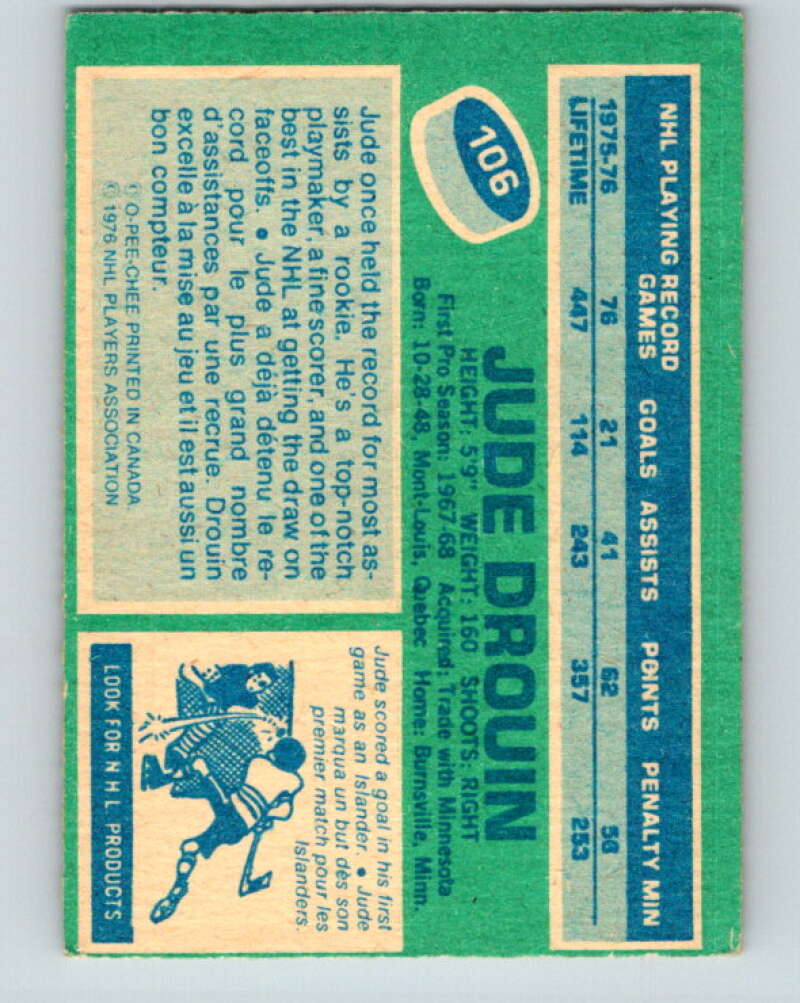 NHL PLAYING RECORD
GAMES GOALS ASSISTS POINTS PENALTY MIN
1975-76 76 21 41 62 56
LIFETIME 447 114 243 357 253
106
JUDE DROUIN
HEIGHT: 5'9" WEIGHT: 160 SHOOTS: RIGHT
First Pro Season: 1967-68 Acquired: Trade with Minnesota
Born: 10-28-48, Mont-Louis, Quebec Home: Burnsville, Minn.
Jude once held the record for most as-
sists by a rookie. He's a top-notch
playmaker, a fine scorer, and one of the
best in the NHL at getting the draw on
faceoffs. • Jude a déjà détenu le re-
cord pour le plus grand nombre
d'assistances par une recrue. Drouin
excelle à la mise au jeu et il est aussi un
bon compteur.
© O-PEE-CHEE PRINTED IN CANADA
© 1976 NHL PLAYERS ASSOCIATION
Jude scored a goal in his first
game as an Islander. • Jude
marqua un but dès son
premier match pour les
Islanders.
LOOK FOR NHL PRODUCTS